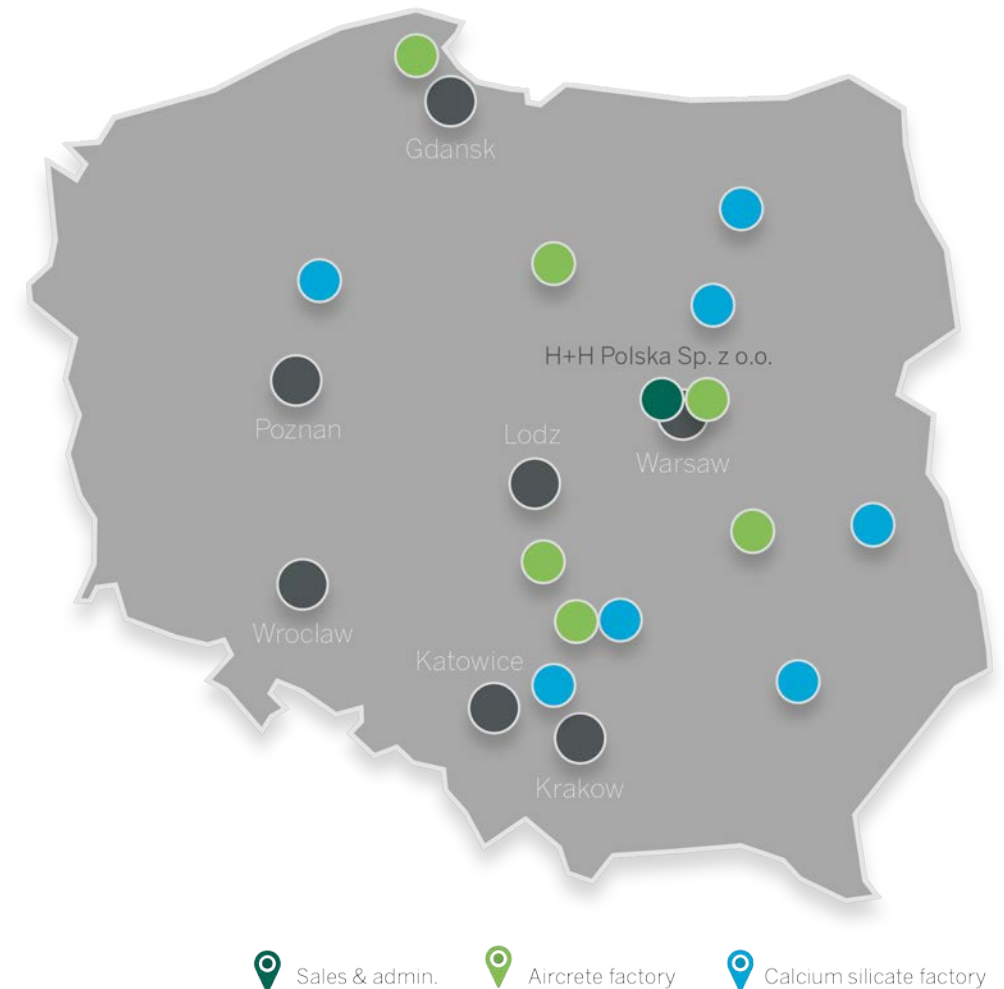 Gdansk
H+H Polska Sp. z o.o.
Poznan
Lodz
Warsaw
Wroclaw
Katowice
Krakow
Sales & admin.
Aircrete factory
Calcium silicate factory